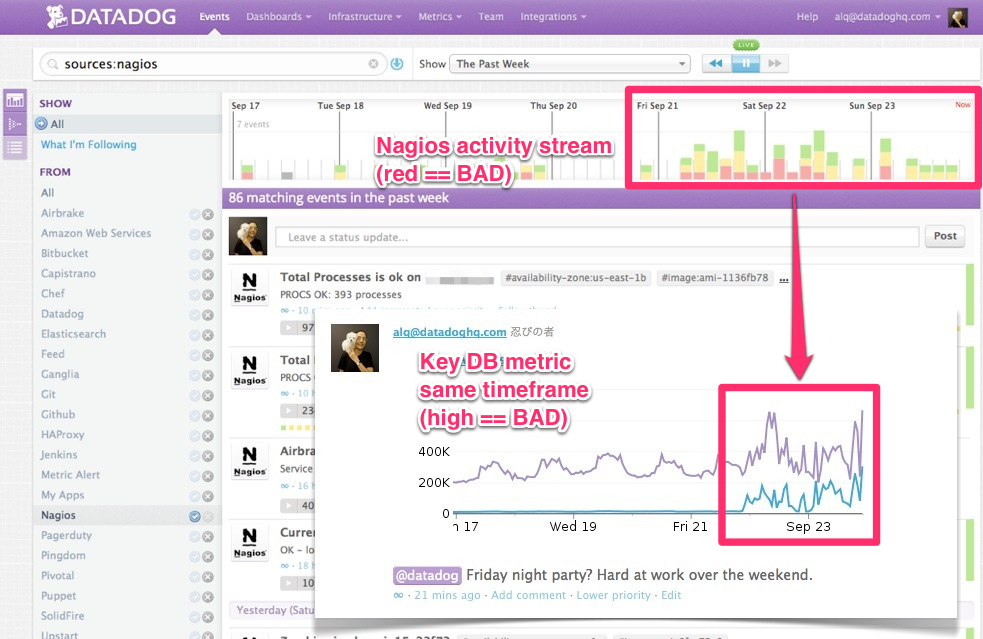 DATADOG
Events Dashboards Infrastructure Metrics Team Integrations Help alq@datadoghq.com
sources:nagios Show The Past Week LIVE
SHOW
All
What I'm Following
FROM
All
Airbrake
Amazon Web Services
Bitbucket
Capistrano
Chef
Datadog
Elasticsearch
Feed
Ganglia
Git
Github
HAProxy
Jenkins
Metric Alert
My Apps
Nagios
Pagerduty
Pingdom
Pivotal
Puppet
SolidFire
Upstart
Sep 17 Tue Sep 18 Wed Sep 19 Thu Sep 20 Fri Sep 21 Sat Sep 22 Sun Sep 23 Now
7 events
Nagios activity stream
(red == BAD)
86 matching events in the past week
Leave a status update... Post
Nagios
Total Processes is ok on #availability-zone:us-east-1b #image:ami-1136fb78 ...
PROCS OK: 393 processes
Nagios
Total
PROCS
Nagios
Airbra
Service
Nagios
Curren
OK - lo
Yesterday (Satu
alq@datadoghq.com 忍びの者
Key DB metric
same timeframe
(high == BAD)
400K
200K
0
n 17 Wed 19 Fri 21 Sep 23
@datadog Friday night party? Hard at work over the weekend.
∞ · 21 mins ago · Add comment · Lower priority · Edit